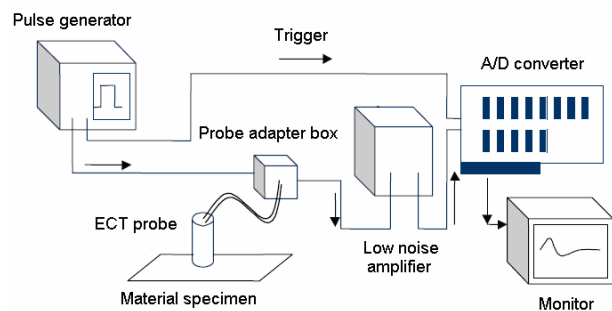 Pulse generator
Trigger
A/D converter
Probe adapter box
ECT probe
Low noise
amplifier
Material specimen
Monitor